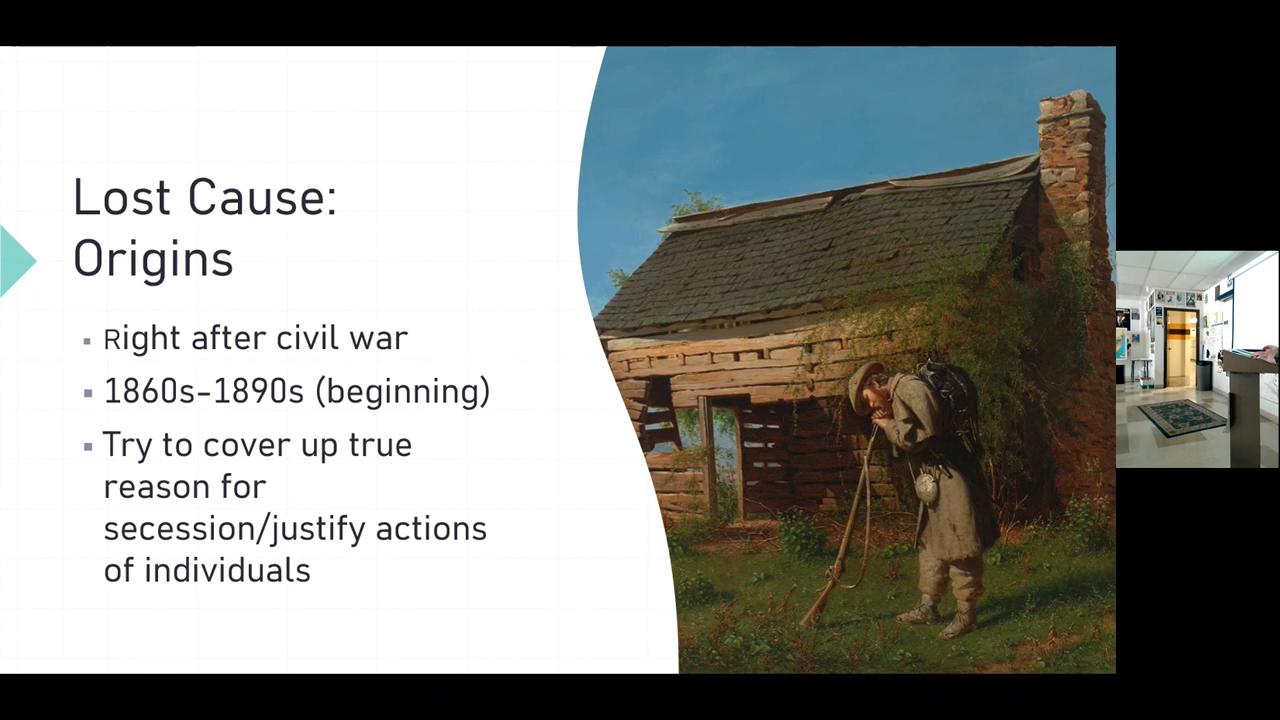 Lost Cause:
Origins
▪ Right after civil war
▪ 1860s-1890s (beginning)
▪ Try to cover up true
reason for
secession/justify actions
of individuals